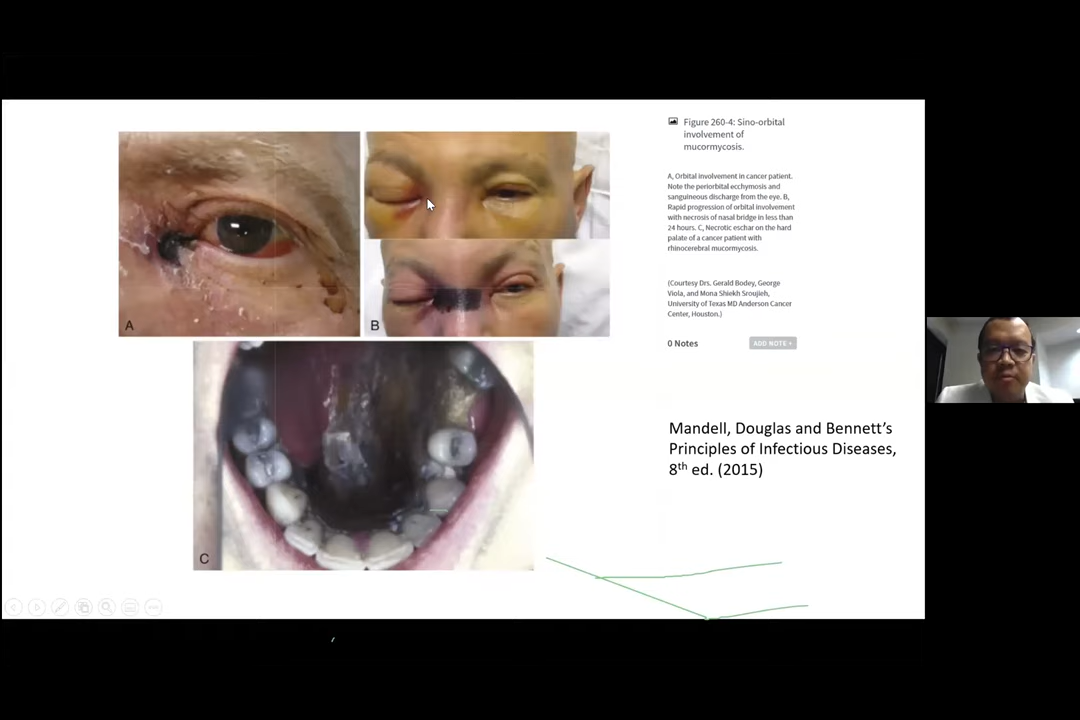 A
B
C
Figure 260-4: Sino-orbital
involvement of
mucormycosis.
A, Orbital involvement in cancer patient.
Note the periorbital ecchymosis and
sanguineous discharge from the eye. B,
Rapid progression of orbital involvement
with necrosis of nasal bridge in less than
24 hours. C, Necrotic eschar on the hard
palate of a cancer patient with
rhinocerebral mucormycosis.
(Courtesy Drs. Gerald Bodey, George
Viola, and Mona Shiekh Sroujieh,
University of Texas MD Anderson Cancer
Center, Houston.)
0 Notes
ADD NOTE +
Mandell, Douglas and Bennett’s
Principles of Infectious Diseases,
8th ed. (2015)